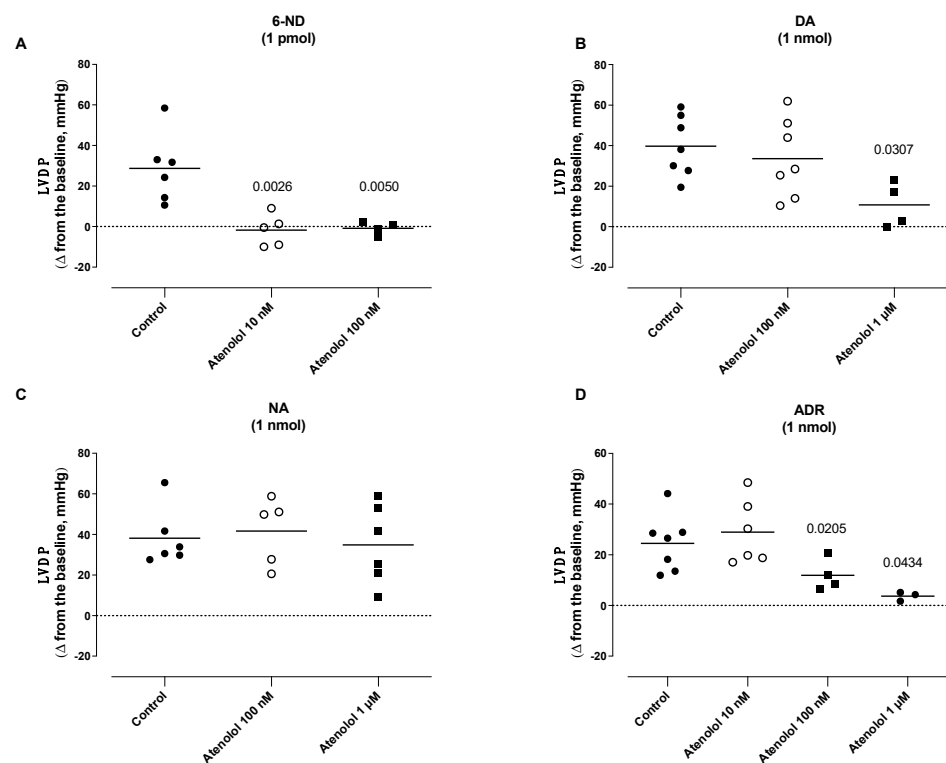 A
6-ND
(1 pmol)
LVDP
(Δ from the baseline, mmHg)
80
60
40
20
0
-20
0.0026
0.0050
Control
Atenolol 10 nM
Atenolol 100 nM
B
DA
(1 nmol)
LVDP
(Δ from the baseline, mmHg)
80
60
40
20
0
-20
0.0307
Control
Atenolol 100 nM
Atenolol 1 µM
C
NA
(1 nmol)
LVDP
(Δ from the baseline, mmHg)
80
60
40
20
0
-20
Control
Atenolol 100 nM
Atenolol 1 µM
D
ADR
(1 nmol)
LVDP
(Δ from the baseline, mmHg)
60
40
20
0
-20
0.0205
0.0434
Control
Atenolol 10 nM
Atenolol 100 nM
Atenolol 1 µM